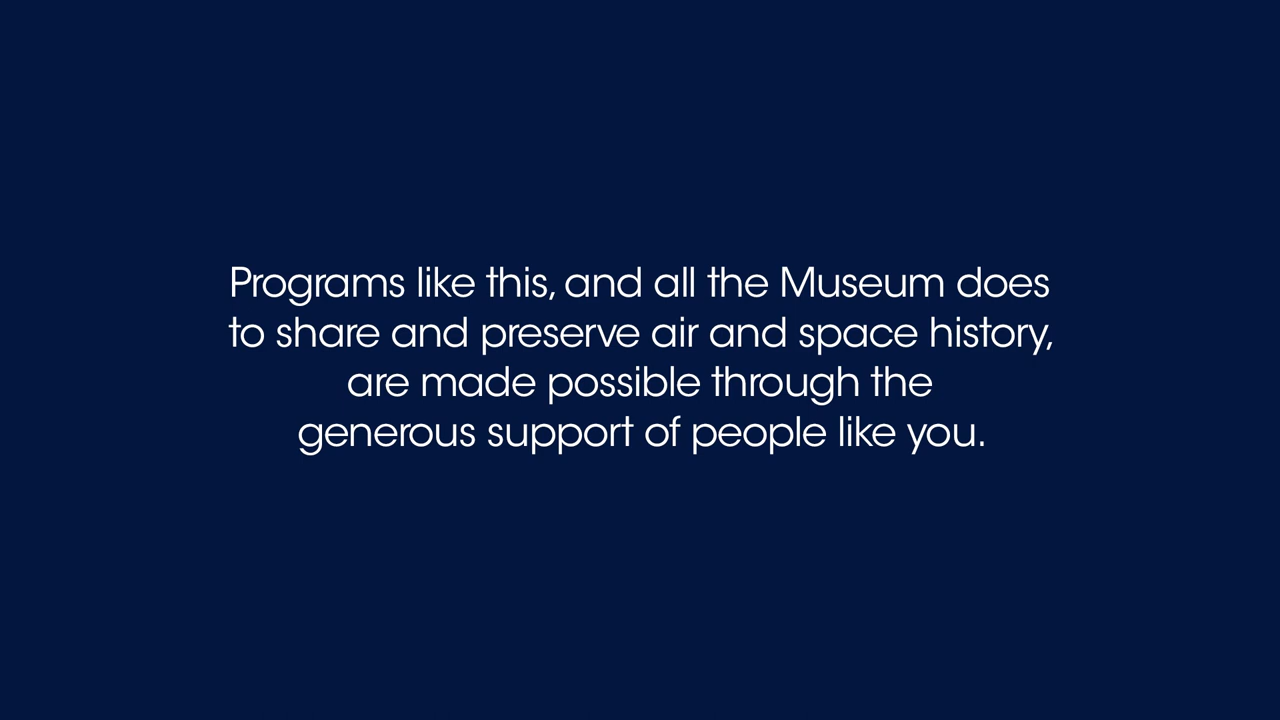 Programs like this, and all the Museum does
to share and preserve air and space history,
are made possible through the
generous support of people like you.